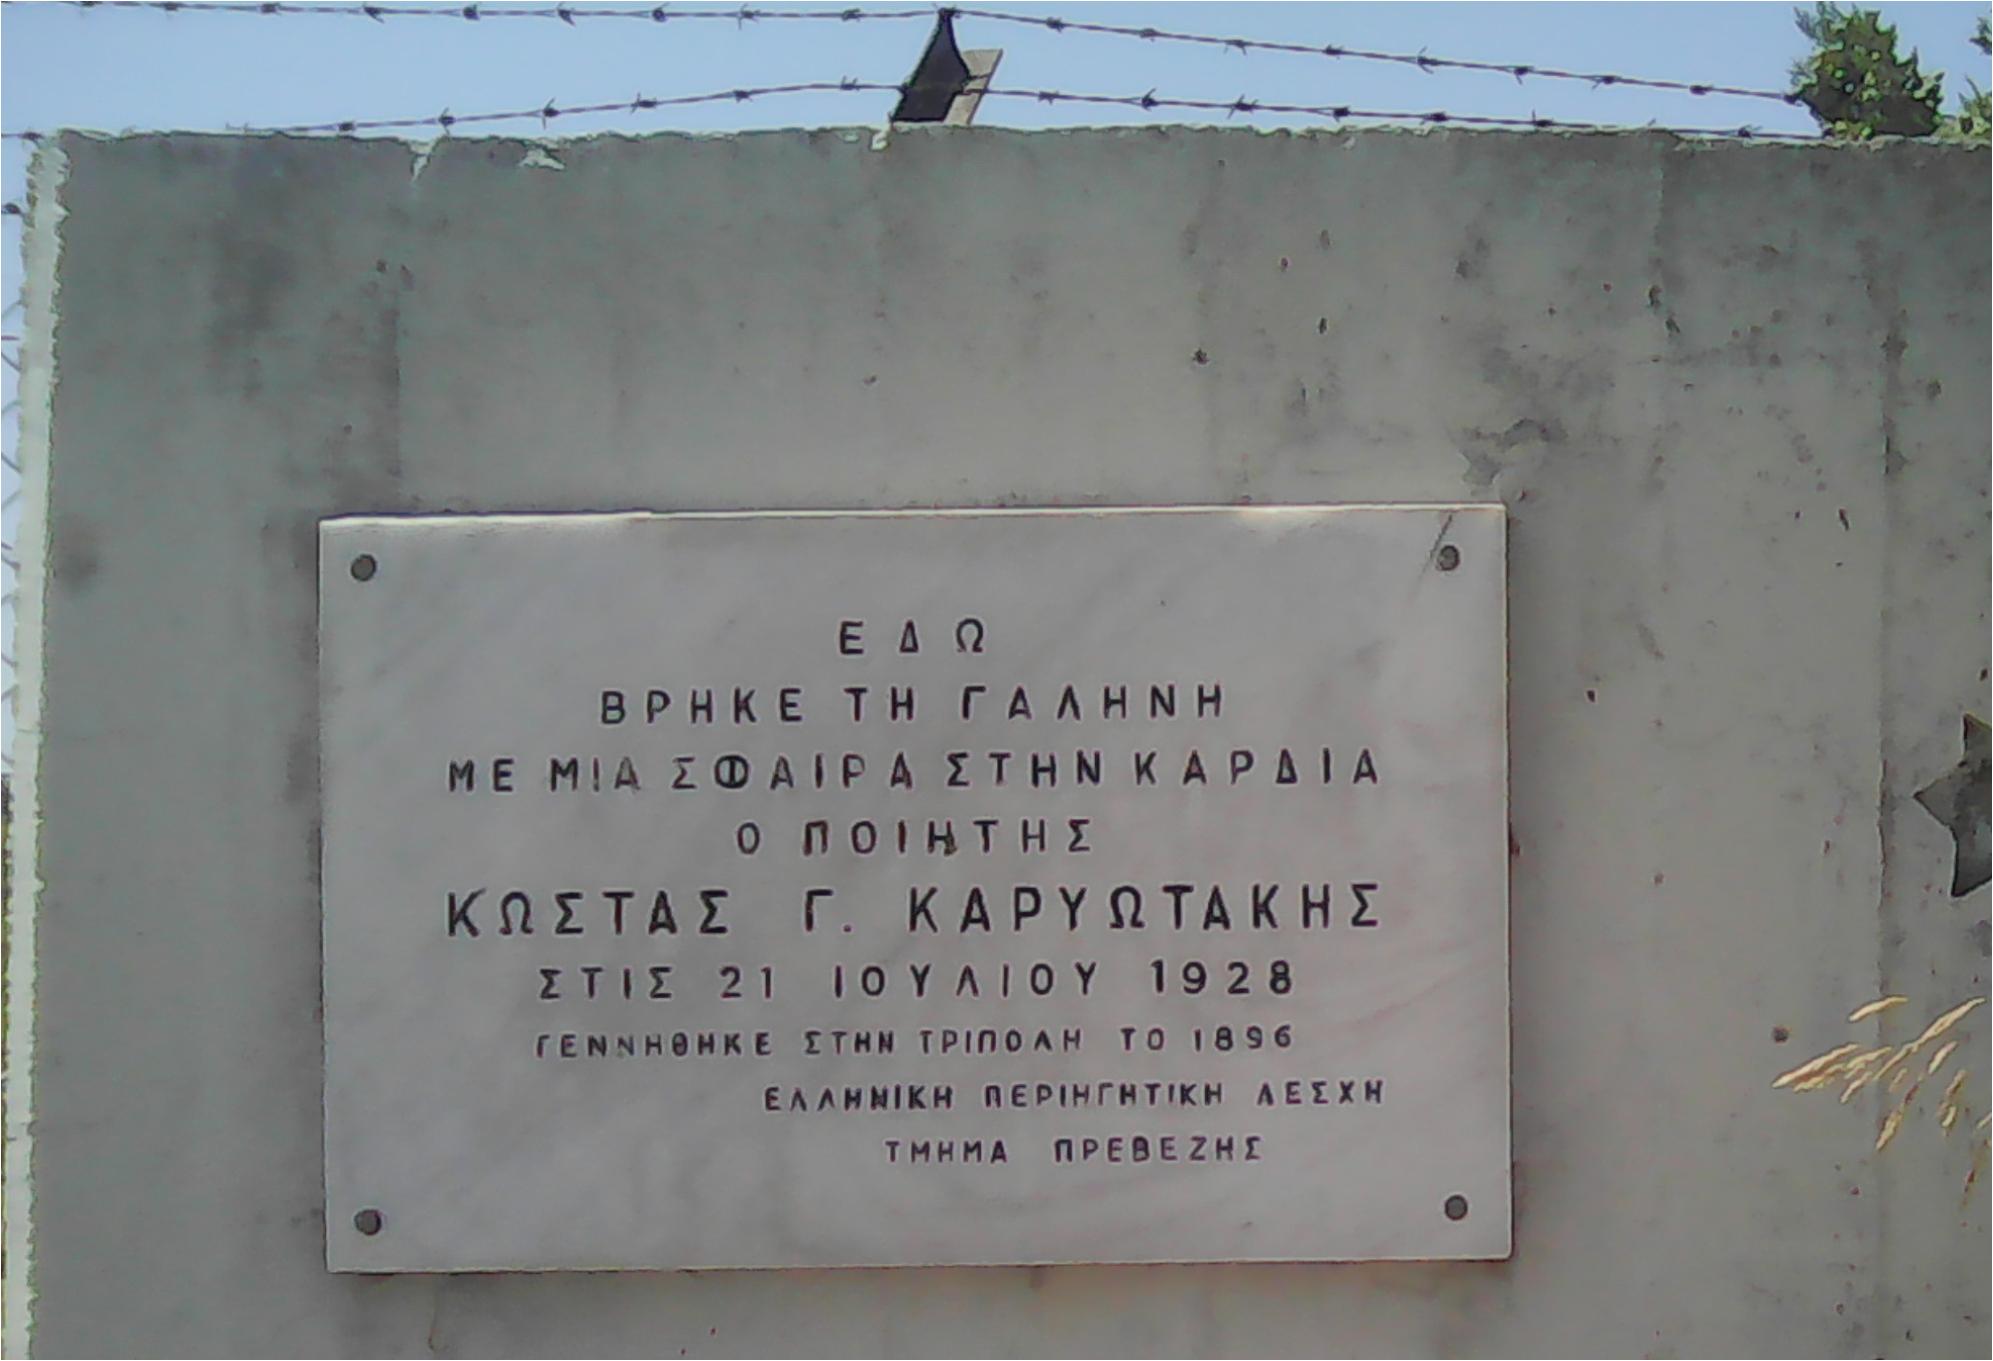 ΕΔΩ
ΒΡΗΚΕ ΤΗ ΓΑΛΗΝΗ
ΜΕ ΜΙΑ ΣΦΑΙΡΑ ΣΤΗΝ ΚΑΡΔΙΑ
Ο ΠΟΙΗΤΗΣ
ΚΩΣΤΑΣ Γ. ΚΑΡΥΩΤΑΚΗΣ
ΣΤΙΣ 21 ΙΟΥΛΙΟΥ 1928
ΓΕΝΝΗΘΗΚΕ ΣΤΗΝ ΤΡΙΠΟΛΗ ΤΟ 1896
ΕΛΛΗΝΙΚΗ ΠΕΡΙΗΓΗΤΙΚΗ ΛΕΣΧΗ
ΤΜΗΜΑ ΠΡΕΒΕΖΗΣ